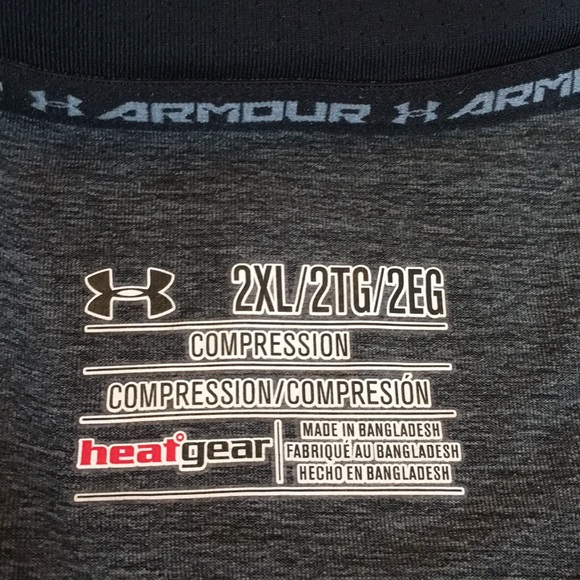 ARMOUR ARMOUR
2XL/2TG/2EG
COMPRESSION
COMPRESSION/COMPRESIÓN
heatgear
MADE IN BANGLADESH
FABRIQUÉ AU BANGLADESH
HECHO EN BANGLADESH